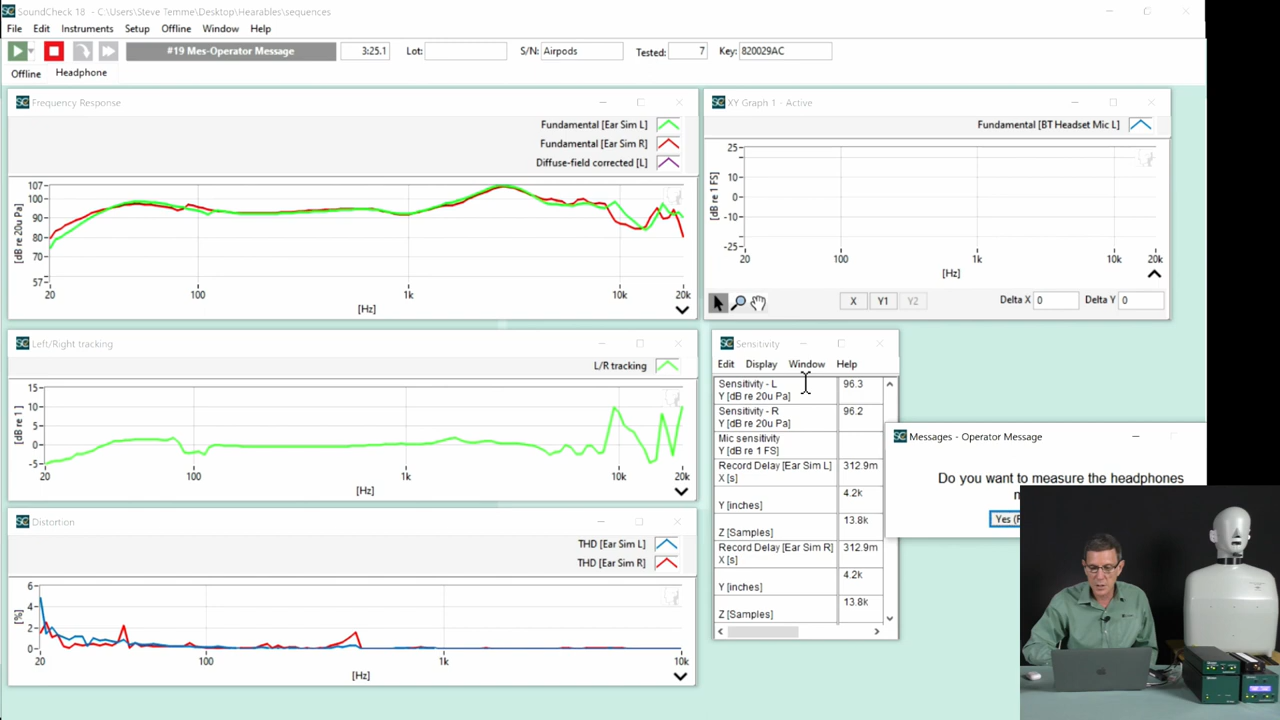 SoundCheck 18 - C:\Users\Steve Temme\Desktop\Hearables\sequences
File Edit Instruments Setup Offline Window Help
#19 Mes-Operator Message 3:25.1 Lot: S/N: Airpods Tested: 7 Key: 820029AC
Offline Headphone
Frequency Response
Fundamental [Ear Sim L]
Fundamental [Ear Sim R]
Diffuse-field corrected [L]
107
100
90
80
70
57
[dB re 20u Pa]
20 100 1k 10k 20k
[Hz]
XY Graph 1 - Active
Fundamental [BT Headset Mic L]
25
10
0
-10
-25
[dB re 1 FS]
20 100 1k 10k 20k
[Hz]
X Y1 Y2 Delta X 0 Delta Y 0
Left/Right tracking
L/R tracking
15
10
5
0
-5
[dB re 1]
20 100 1k 10k 20k
[Hz]
Sensitivity
Edit Display Window Help
Sensitivity - L 96.3
Y [dB re 20u Pa]
Sensitivity - R 96.2
Y [dB re 20u Pa]
Mic sensitivity
Y [dB re 1 FS]
Record Delay [Ear Sim L] 312.9m
X [s]
4.2k
Y [inches]
13.8k
Z [Samples]
Record Delay [Ear Sim R] 312.9m
X [s]
4.2k
Y [inches]
13.8k
Z [Samples]
Messages - Operator Message
Do you want to measure the headphones
Yes (F
Distortion
THD [Ear Sim L]
THD [Ear Sim R]
6
4
2
0
[%]
20 100 1k 10k
[Hz]